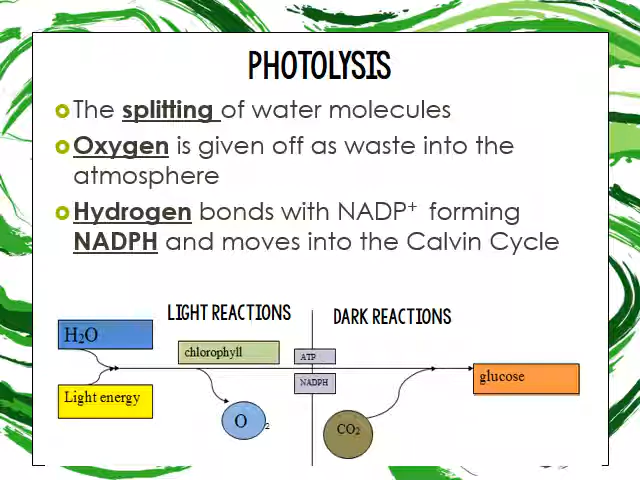 PHOTOLYSIS
The splitting of water molecules
Oxygen is given off as waste into the
atmosphere
Hydrogen bonds with NADP⁺ forming
NADPH and moves into the Calvin Cycle
LIGHT REACTIONS
DARK REACTIONS
H₂O
chlorophyll
ATP
NADPH
glucose
Light energy
O₂
CO₂